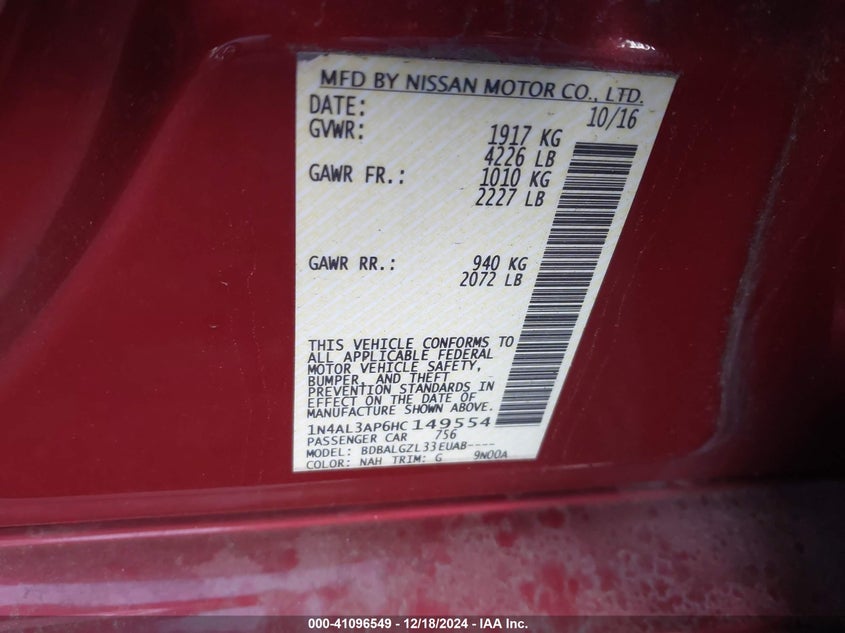 MFD BY NISSAN MOTOR CO., LTD.
DATE: 10/16
GVWR: 1917 KG
4226 LB
GAWR FR.: 1010 KG
2227 LB
GAWR RR.: 940 KG
2072 LB
THIS VEHICLE CONFORMS TO
ALL APPLICABLE FEDERAL
MOTOR VEHICLE SAFETY,
BUMPER, AND THEFT
PREVENTION STANDARDS IN
EFFECT ON THE DATE OF
MANUFACTURE SHOWN ABOVE.
1N4AL3AP6HC149554
PASSENGER CAR 756
MODEL: BDBALGZL33EUAB----
COLOR: NAH TRIM: G 9N00A
000-41096549 - 12/18/2024 - IAA Inc.